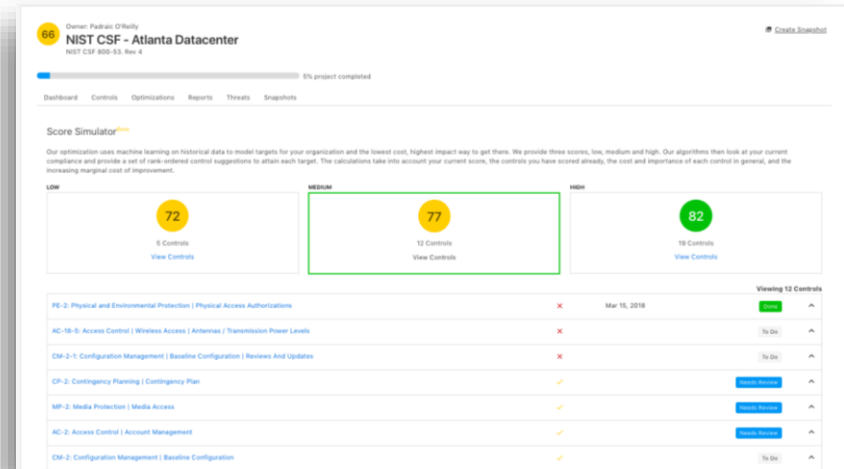 66
Owner: Padraic O'Reilly
NIST CSF - Atlanta Datacenter
NIST CSF 800-53. Rev 4
Create Snapshot
5% project completed
Dashboard Controls Optimizations Reports Threats Snapshots
Score Simulator
Our optimization uses machine learning on historical data to model targets for your organization and the lowest cost, highest impact way to get there. We provide three scores, low, medium and high. Our algorithms then look at your current
compliance and provide a set of rank-ordered control suggestions to attain each target. The calculations take into account your current score, the controls you have scored already, the cost and importance of each control in general, and the
increasing marginal cost of improvement.
LOW MEDIUM HIGH
72 77 82
5 Controls 12 Controls 19 Controls
View Controls View Controls View Controls
Viewing 12 Controls
PE-2: Physical and Environmental Protection | Physical Access Authorizations Mar 15, 2018 Done
AC-18-5: Access Control | Wireless Access | Antennas / Transmission Power Levels To Do
CM-2-1: Configuration Management | Baseline Configuration | Reviews And Updates To Do
CP-2: Contingency Planning | Contingency Plan Needs Review
MP-2: Media Protection | Media Access Needs Review
AC-2: Access Control | Account Management Needs Review
CM-2: Configuration Management | Baseline Configuration To Do